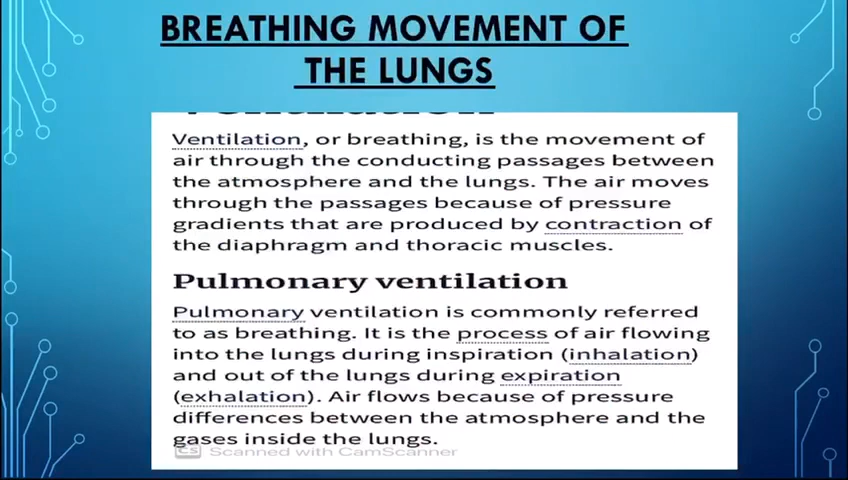 BREATHING MOVEMENT OF
THE LUNGS
Ventilation, or breathing, is the movement of
air through the conducting passages between
the atmosphere and the lungs. The air moves
through the passages because of pressure
gradients that are produced by contraction of
the diaphragm and thoracic muscles.
Pulmonary ventilation
Pulmonary ventilation is commonly referred
to as breathing. It is the process of air flowing
into the lungs during inspiration (inhalation)
and out of the lungs during expiration
(exhalation). Air flows because of pressure
differences between the atmosphere and the
gases inside the lungs.
CS Scanned with CamScanner